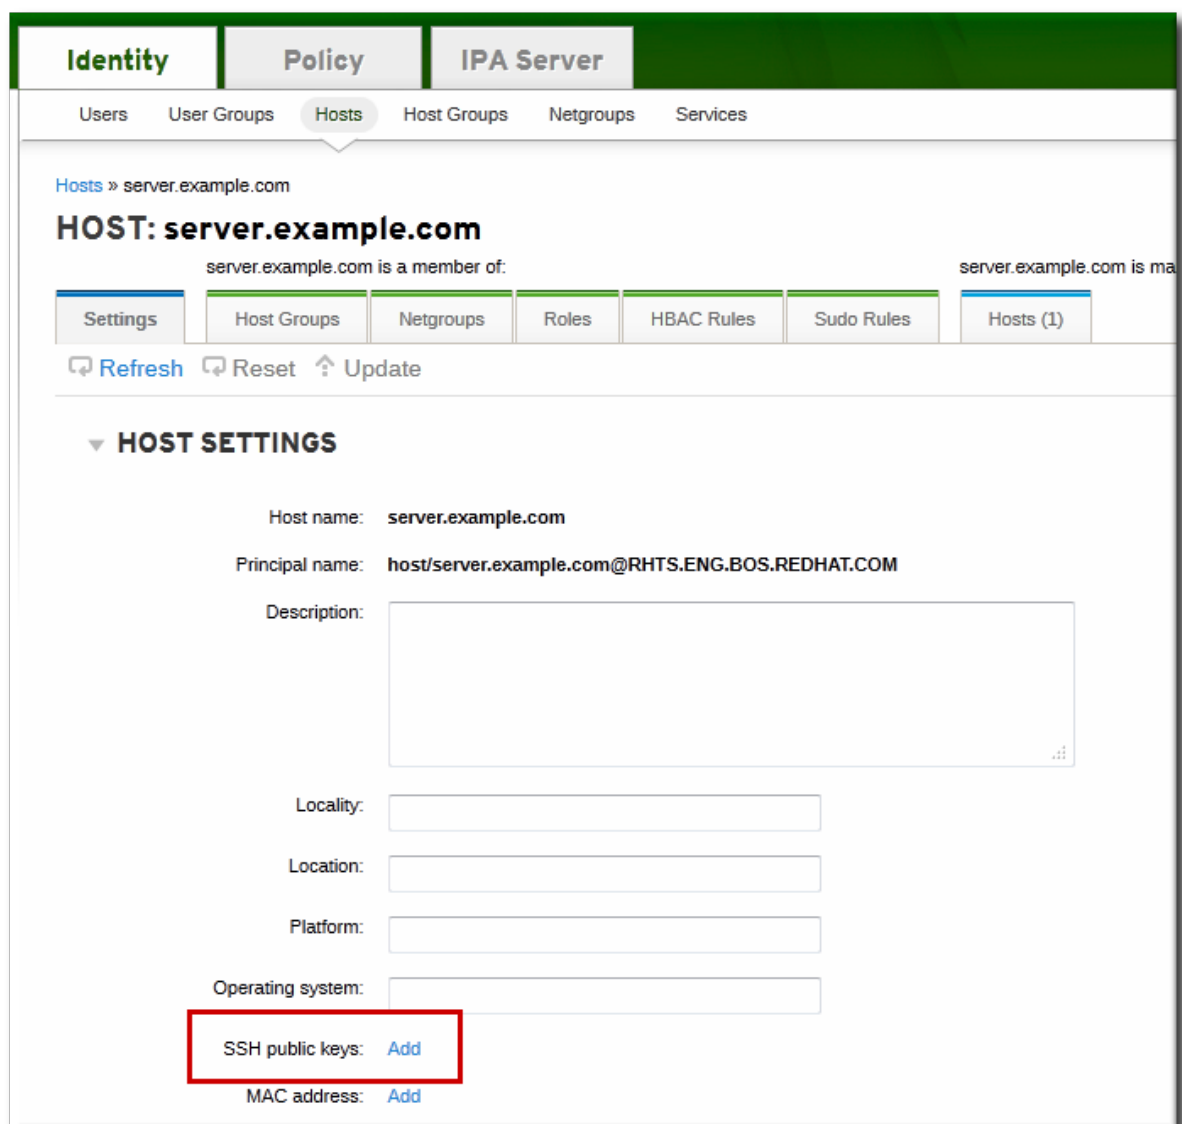 Identity Policy IPA Server
Users User Groups Hosts Host Groups Netgroups Services
Hosts » server.example.com
HOST: server.example.com
server.example.com is a member of: server.example.com is ma
Settings Host Groups Netgroups Roles HBAC Rules Sudo Rules Hosts (1)
Refresh Reset Update
HOST SETTINGS
Host name: server.example.com
Principal name: host/server.example.com@RHTS.ENG.BOS.REDHAT.COM
Description:
Locality:
Location:
Platform:
Operating system:
SSH public keys: Add
MAC address: Add